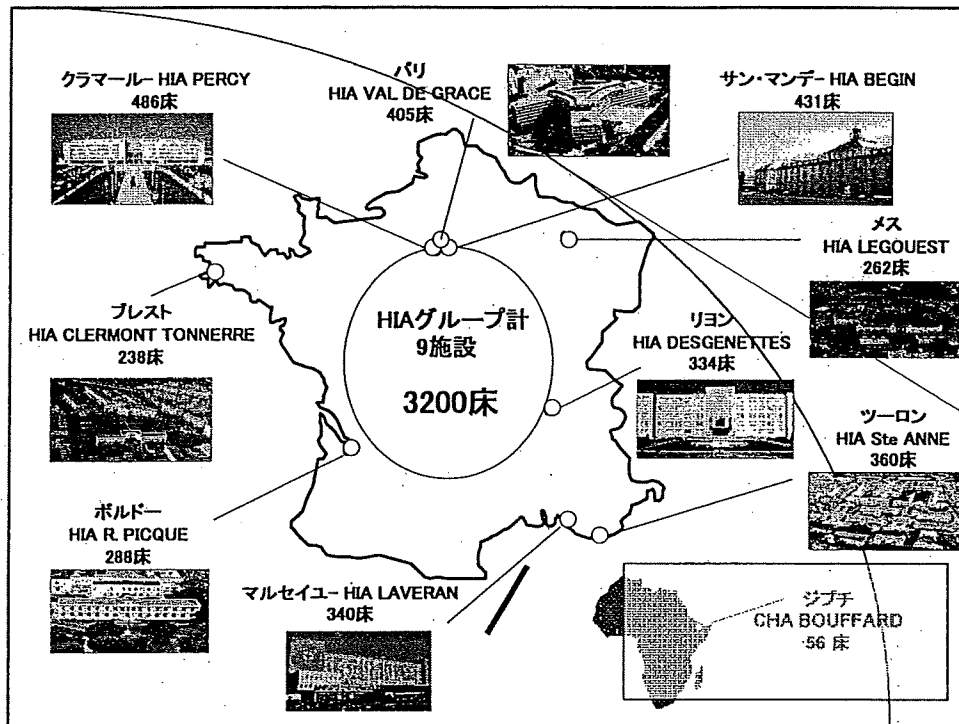 クラマールー HIA PERCY
486床
パリ
HIA VAL DE GRACE
405床
サン・マンデー HIA BEGIN
431床
メス
HIA LEGOUEST
262床
ブレスト
HIA CLERMONT TONNERRE
238床
HIAグループ計
9施設
3200床
リヨン
HIA DESGENETTES
334床
ツーロン
HIA Ste ANNE
360床
ボルドー
HIA R. PICQUE
288床
マルセイユー HIA LAVERAN
340床
ジブチ
CHA BOUFFARD
56 床